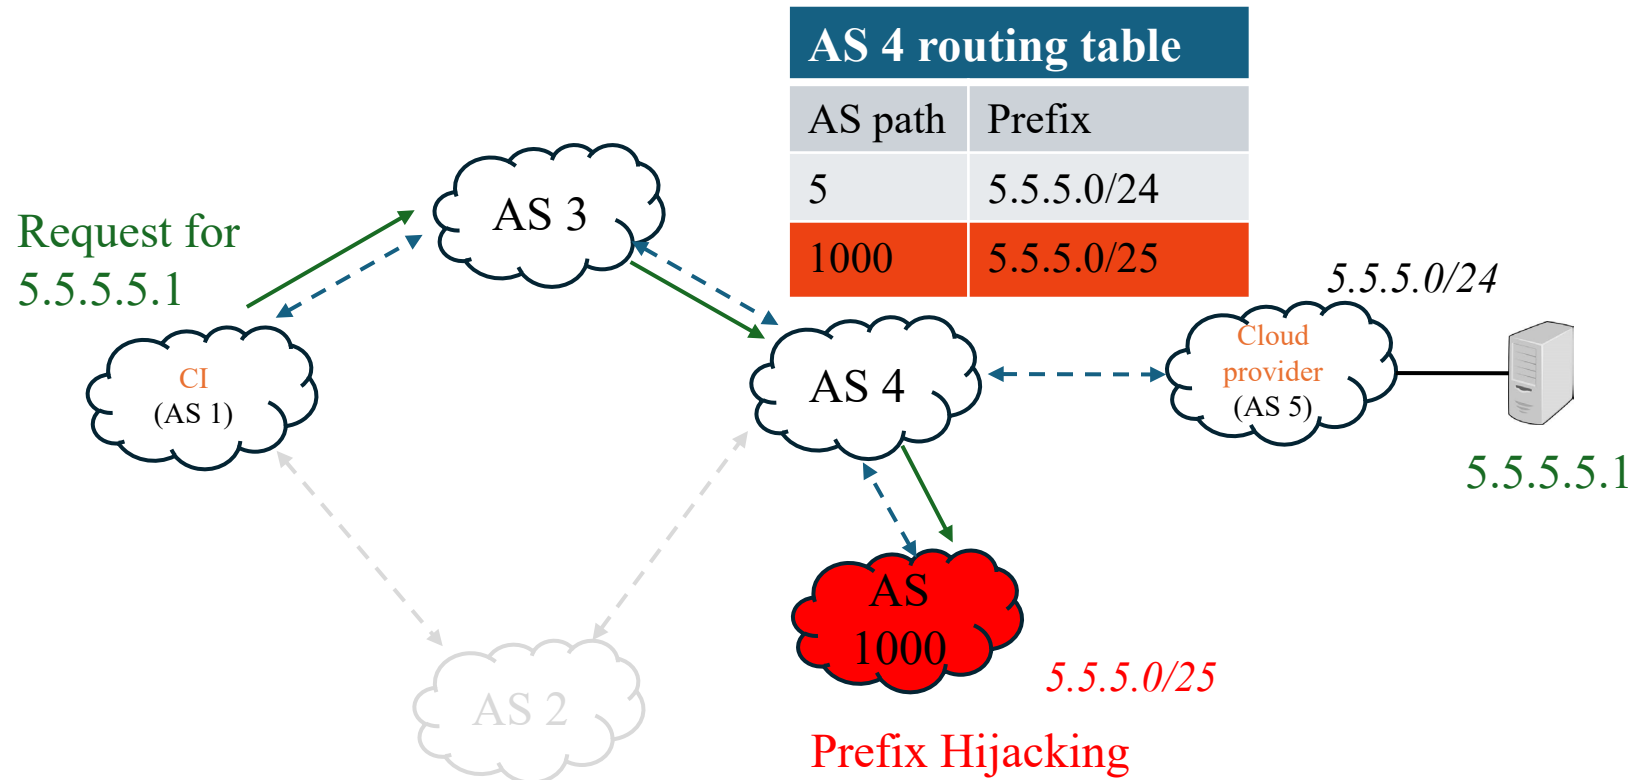 AS 4 routing table
AS path Prefix
5 5.5.5.0/24
1000 5.5.5.0/25
AS 3
Request for
5.5.5.5.1
5.5.5.0/24
CI
(AS 1)
AS 4
Cloud
provider
(AS 5)
5.5.5.5.1
AS
1000
5.5.5.0/25
AS 2
Prefix Hijacking